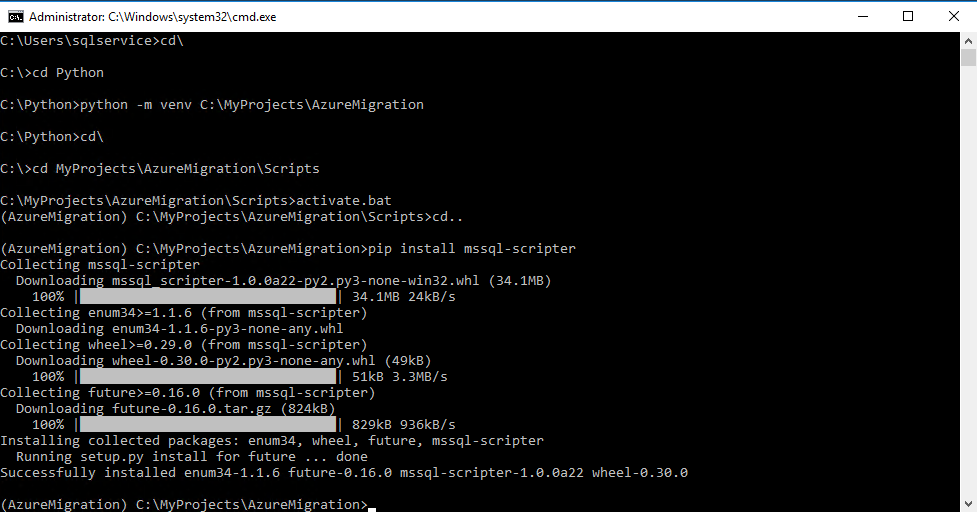 Administrator: C:\Windows\system32\cmd.exe
C:\Users\sqlservice>cd\
C:\>cd Python
C:\Python>python -m venv C:\MyProjects\AzureMigration
C:\Python>cd\
C:\>cd MyProjects\AzureMigration\Scripts
C:\MyProjects\AzureMigration\Scripts>activate.bat
(AzureMigration) C:\MyProjects\AzureMigration\Scripts>cd..
(AzureMigration) C:\MyProjects\AzureMigration>pip install mssql-scripter
Collecting mssql-scripter
  Downloading mssql_scripter-1.0.0a22-py2.py3-none-win32.whl (34.1MB)
    100% |████████████████████████████████| 34.1MB 24kB/s
Collecting enum34>=1.1.6 (from mssql-scripter)
  Downloading enum34-1.1.6-py3-none-any.whl
Collecting wheel>=0.29.0 (from mssql-scripter)
  Downloading wheel-0.30.0-py2.py3-none-any.whl (49kB)
    100% |████████████████████████████████| 51kB 3.3MB/s
Collecting future>=0.16.0 (from mssql-scripter)
  Downloading future-0.16.0.tar.gz (824kB)
    100% |████████████████████████████████| 829kB 936kB/s
Installing collected packages: enum34, wheel, future, mssql-scripter
  Running setup.py install for future ... done
Successfully installed enum34-1.1.6 future-0.16.0 mssql-scripter-1.0.0a22 wheel-0.30.0
(AzureMigration) C:\MyProjects\AzureMigration>